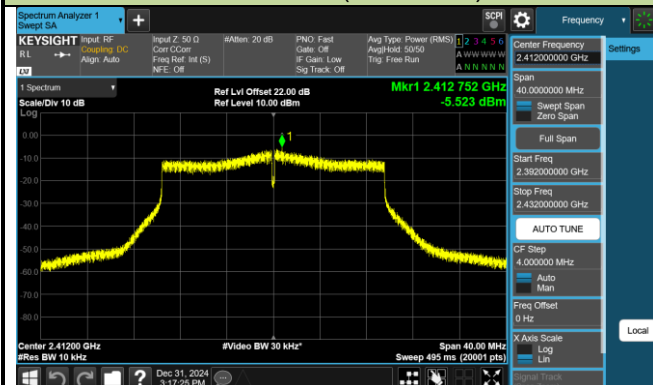 Spectrum Analyzer 1
Swept SA
+
SCPI
Frequency
KEYSIGHT
RL
LXI
Input: RF
Coupling: DC
Align: Auto
Input Z: 50 Ω
Corr CCorr
Freq Ref: Int (S)
NFE: Off
#Atten: 20 dB
PNO: Fast
Gate: Off
IF Gain: Low
Sig Track: Off
Avg Type: Power (RMS)
Avg|Hold: 50/50
Trig: Free Run
1 2 3 4 5 6
A W W W W W
A N N N N N
1 Spectrum
Scale/Div 10 dB
Log
Ref Lvl Offset 22.00 dB
Ref Level 10.00 dBm
Mkr1 2.412 752 GHz
-5.523 dBm
1
0.00
-10.0
-20.0
-30.0
-40.0
-50.0
-60.0
-70.0
-80.0
Center 2.41200 GHz
#Res BW 10 kHz
#Video BW 30 kHz*
Span 40.00 MHz
Sweep 495 ms (20001 pts)
Dec 31, 2024
3:17:25 PM
?
Center Frequency
2.412000000 GHz
Span
40.0000000 MHz
Swept Span
Zero Span
Full Span
Start Freq
2.392000000 GHz
Stop Freq
2.432000000 GHz
AUTO TUNE
CF Step
4.000000 MHz
Auto
Man
Freq Offset
0 Hz
X Axis Scale
Log
Lin
Signal Track
Settings
Local